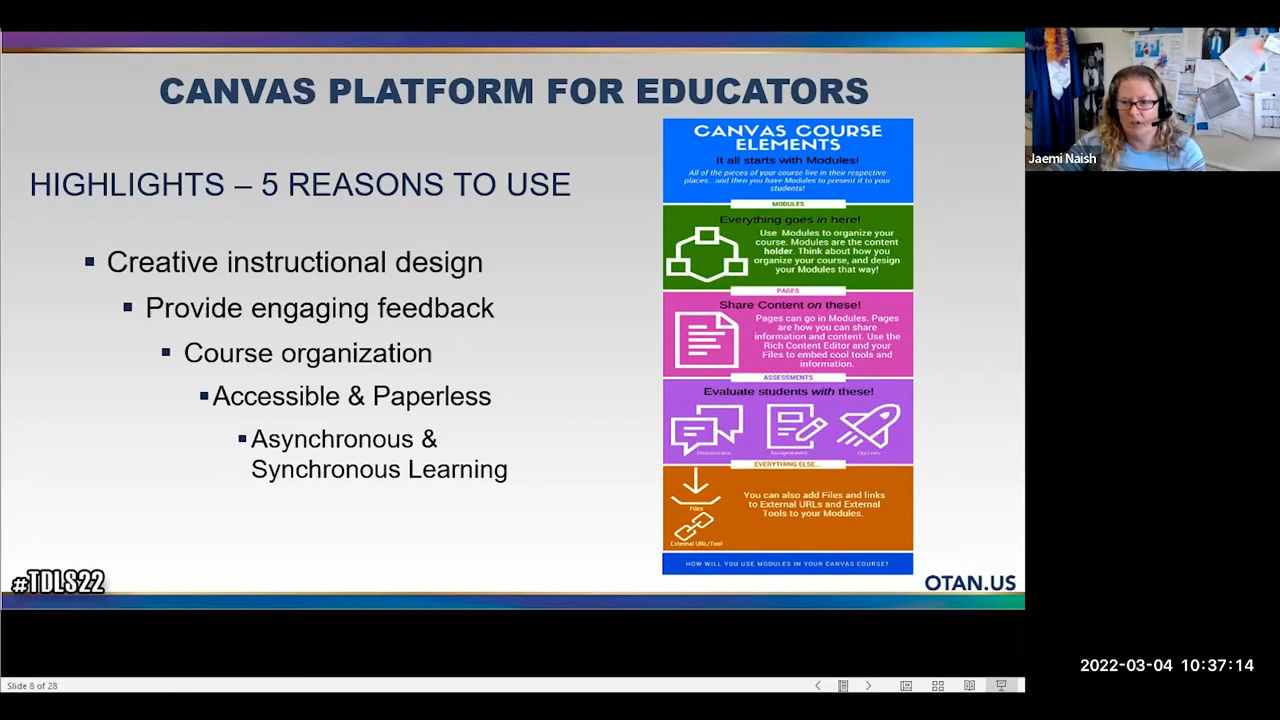 CANVAS PLATFORM FOR EDUCATORS
HIGHLIGHTS – 5 REASONS TO USE
Creative instructional design
Provide engaging feedback
Course organization
Accessible & Paperless
Asynchronous &
Synchronous Learning
CANVAS COURSE
ELEMENTS
It all starts with Modules!
All of the pieces of your course live in their respective
places...and then you have Modules to present it to your
students!
MODULES
Everything goes in here!
Use Modules to organize your
course. Modules are the content
holder. Think about how you
organize your course, and design
your Modules that way!
PAGES
Share Content on these!
Pages can go in Modules. Pages
are how you can share
information and content. Use the
Rich Content Editor and your
Files to embed cool tools and
information.
ASSESSMENTS
Evaluate students with these!
Discussions
Assignments
Quizzes
EVERYTHING ELSE...
You can also add Files and links
to External URLs and External
Tools to your Modules.
Files
External URL/Tool
HOW WILL YOU USE MODULES IN YOUR CANVAS COURSE?
#TDLS22
OTAN.US
Jaemi Naish
2022-03-04 10:37:14
Slide 8 of 28